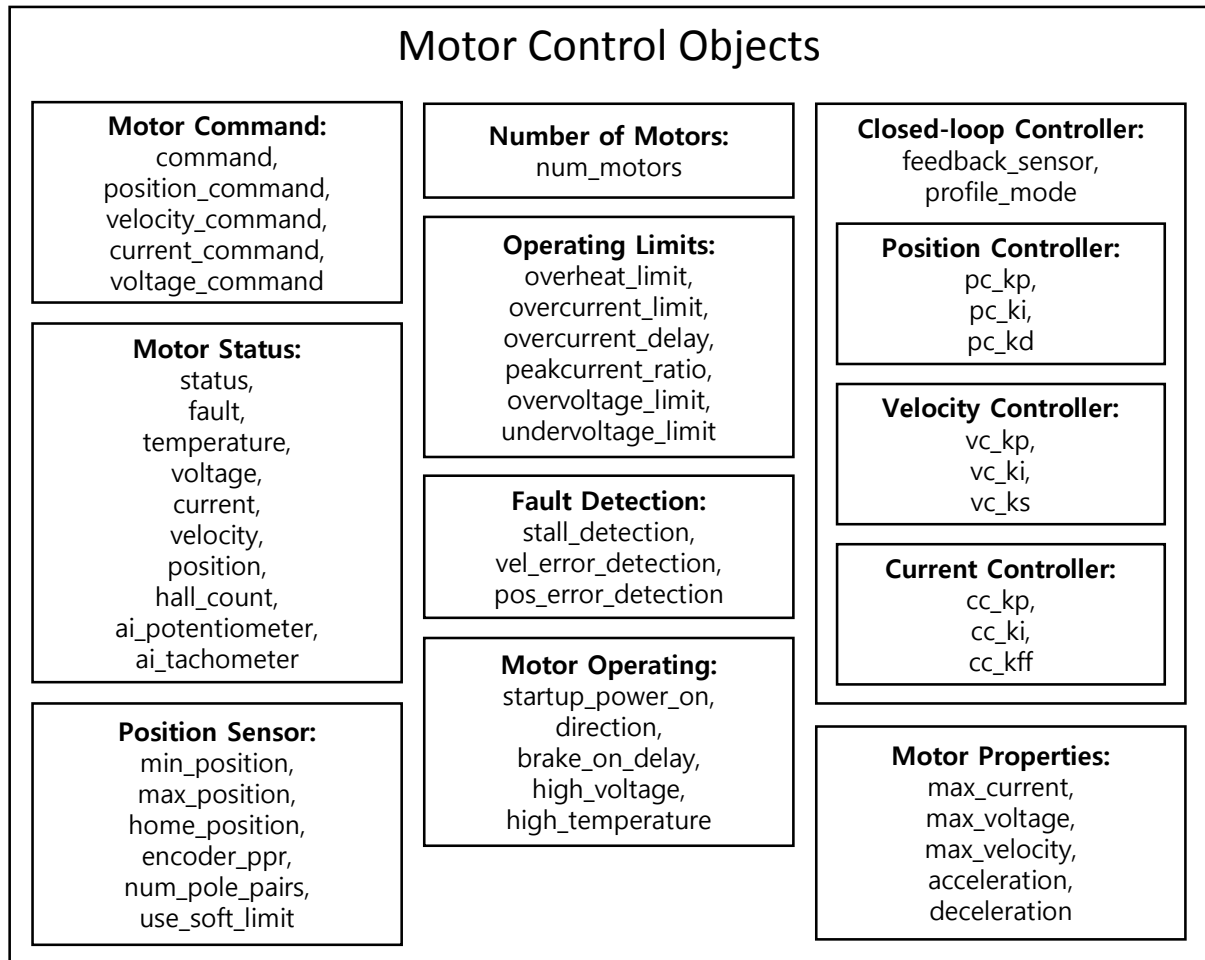 Motor Control Objects
Motor Command:
command,
position_command,
velocity_command,
current_command,
voltage_command
Motor Status:
status,
fault,
temperature,
voltage,
current,
velocity,
position,
hall_count,
ai_potentiometer,
ai_tachometer
Position Sensor:
min_position,
max_position,
home_position,
encoder_ppr,
num_pole_pairs,
use_soft_limit
Number of Motors:
num_motors
Operating Limits:
overheat_limit,
overcurrent_limit,
overcurrent_delay,
peakcurrent_ratio,
overvoltage_limit,
undervoltage_limit
Fault Detection:
stall_detection,
vel_error_detection,
pos_error_detection
Motor Operating:
startup_power_on,
direction,
brake_on_delay,
high_voltage,
high_temperature
Closed-loop Controller:
feedback_sensor,
profile_mode
Position Controller:
pc_kp,
pc_ki,
pc_kd
Velocity Controller:
vc_kp,
vc_ki,
vc_ks
Current Controller:
cc_kp,
cc_ki,
cc_kff
Motor Properties:
max_current,
max_voltage,
max_velocity,
acceleration,
deceleration